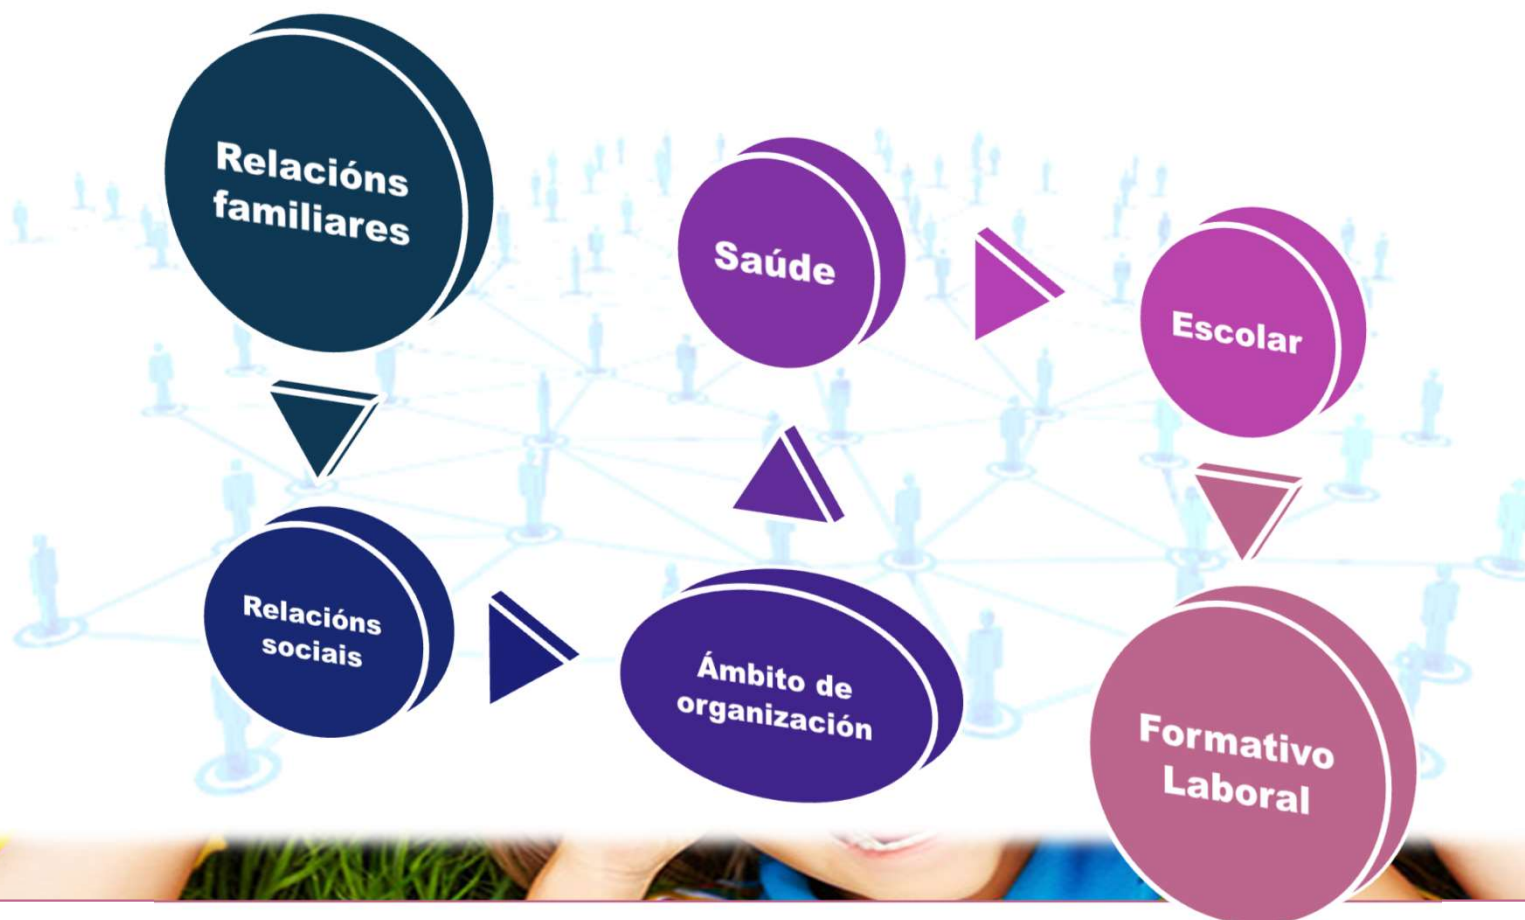 Relacións
familiares
Relacións
sociais
Ámbito de
organización
Saúde
Escolar
Formativo
Laboral